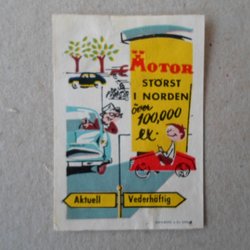 MOTOR
STÖRST
I NORDEN
över
100,000
ex.
Aktuell
Vederhäftig